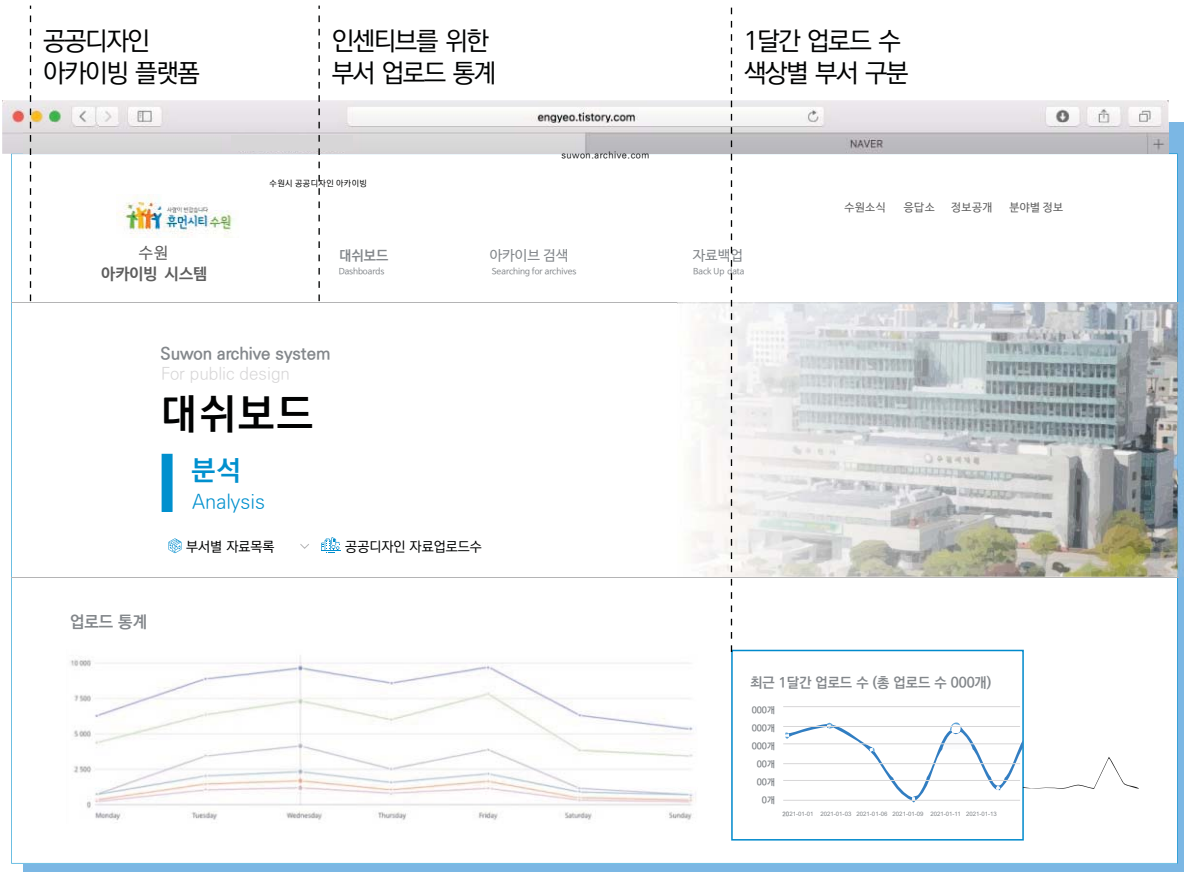 공공디자인
아카이빙 플랫폼
인센티브를 위한
부서 업로드 통계
1달간 업로드 수
색상별 부서 구분
engyeo.tistory.com
NAVER
suwon.archive.com
수원시 공공디자인 아카이빙
사람이 반갑습니다
휴먼시티 수원
수원소식 응답소 정보공개 분야별 정보
수원
아카이빙 시스템
대쉬보드
Dashboards
아카이브 검색
Searching for archives
자료백업
Back Up data
Suwon archive system
For public design
대쉬보드
분석
Analysis
부서별 자료목록
공공디자인 자료업로드수
업로드 통계
10 000
7 500
5 000
2 500
0
Monday Tuesday Wednesday Thursday Friday Saturday Sunday
최근 1달간 업로드 수 (총 업로드 수 000개)
000개
000개
000개
00개
00개
0개
2021-01-01 2021-01-03 2021-01-06 2021-01-09 2021-01-11 2021-01-13